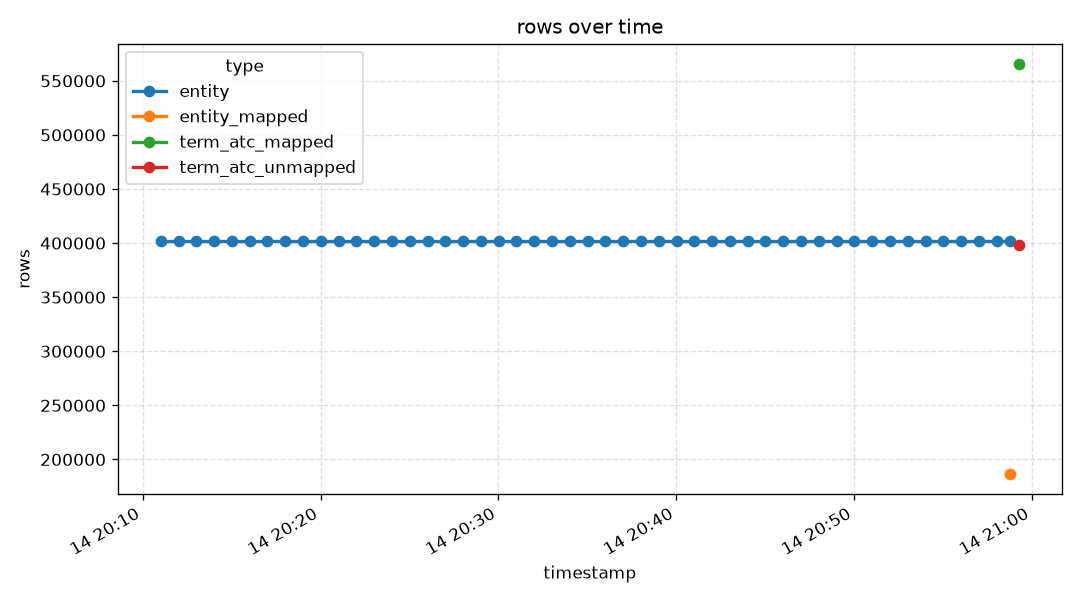 rows over time
type
entity
entity_mapped
term_atc_mapped
term_atc_unmapped
rows
550000
500000
450000
400000
350000
300000
250000
200000
14 20:10
14 20:20
14 20:30
14 20:40
14 20:50
14 21:00
timestamp